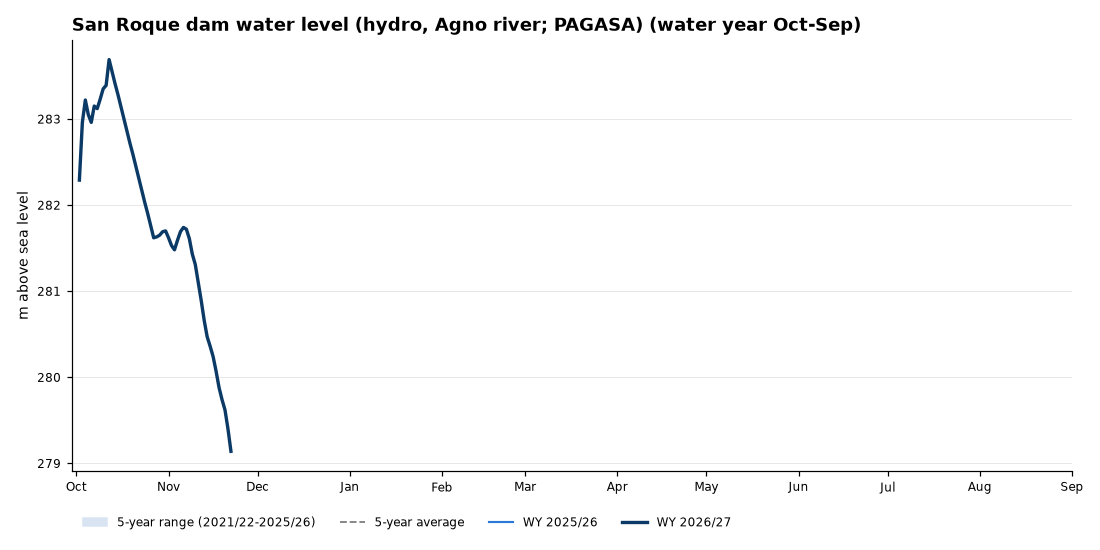 San Roque dam water level (hydro, Agno river; PAGASA) (water year Oct-Sep)
m above sea level
283
282
281
280
279
Oct Nov Dec Jan Feb Mar Apr May Jun Jul Aug Sep
5-year range (2021/22-2025/26) 5-year average WY 2025/26 WY 2026/27